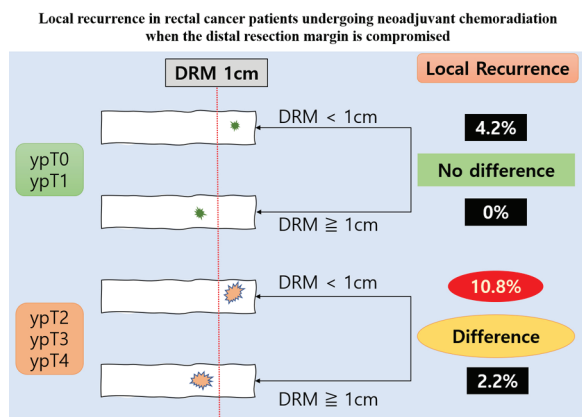 Local recurrence in rectal cancer patients undergoing neoadjuvant chemoradiation
when the distal resection margin is compromised
DRM 1cm
Local Recurrence
ypT0
ypT1
DRM < 1cm
4.2%
No difference
DRM ≧ 1cm
0%
ypT2
ypT3
ypT4
DRM < 1cm
10.8%
Difference
DRM ≧ 1cm
2.2%